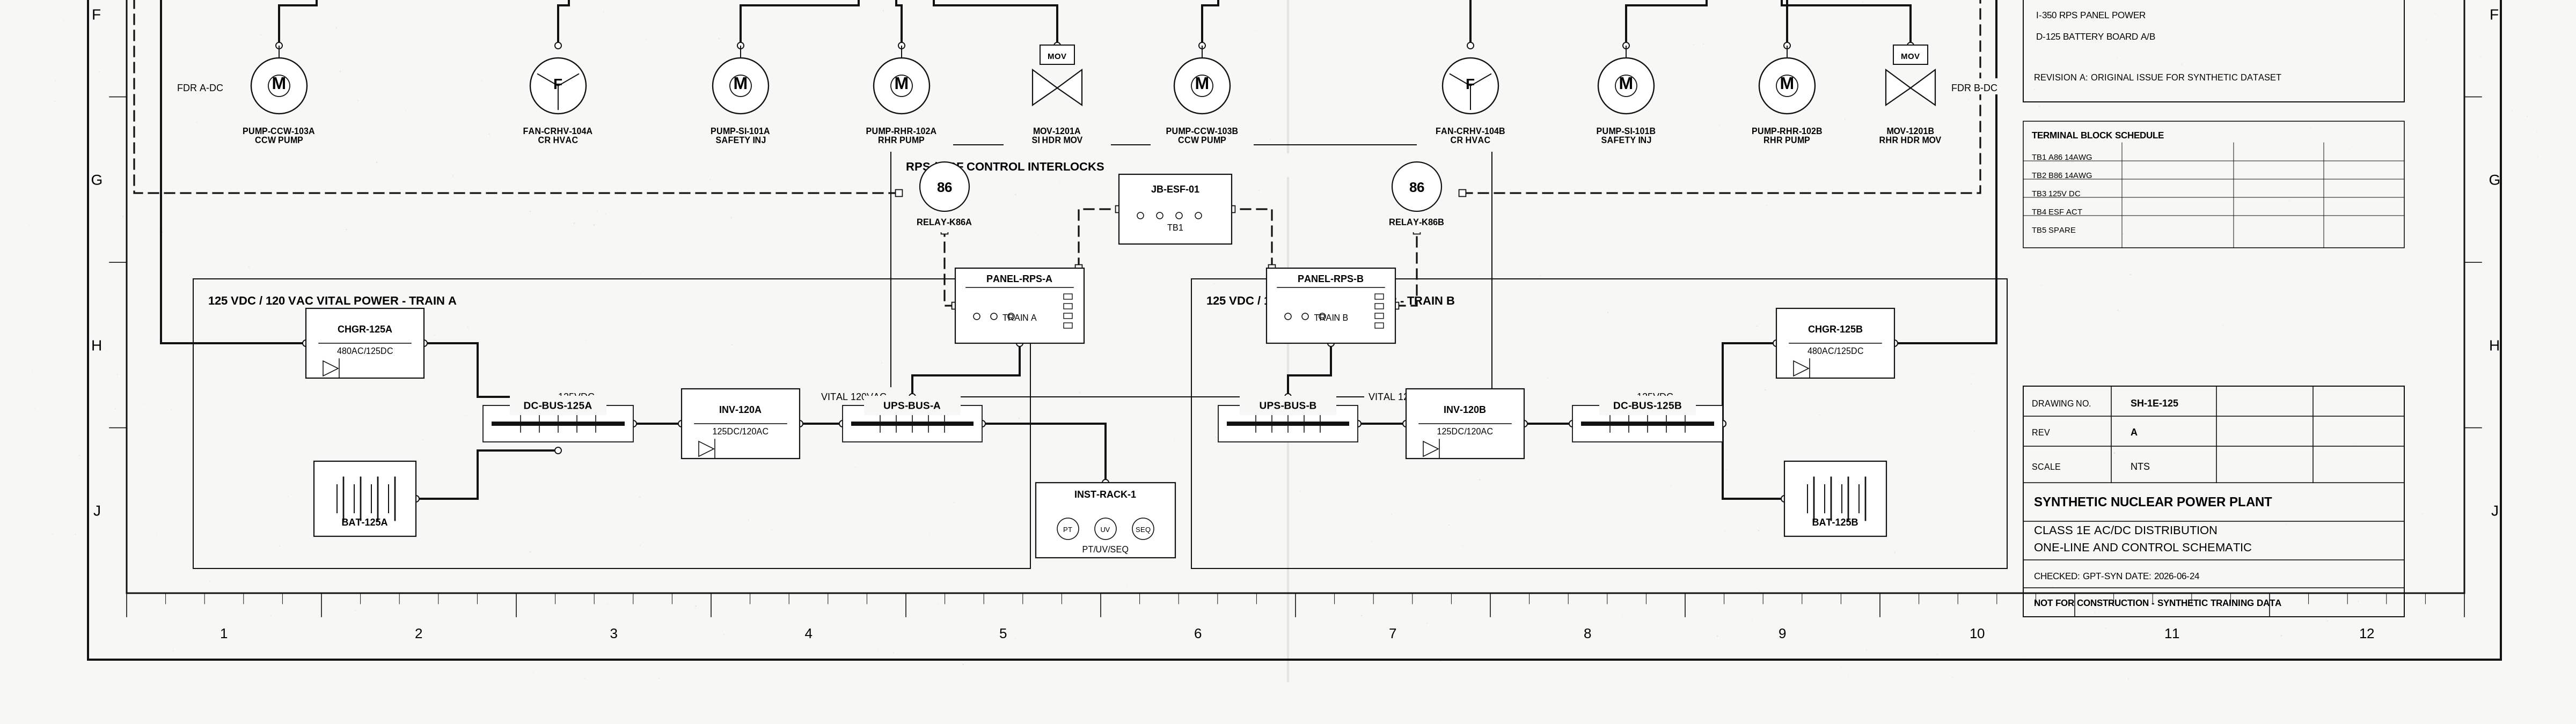 F
I-350 RPS PANEL POWER
F
D-125 BATTERY BOARD A/B
MOV
MOV
REVISION A: ORIGINAL ISSUE FOR SYNTHETIC DATASET
FDR A-DC
M
F
M
M
M
F
M
M
FDR B-DC
PUMP-CCW-103A
CCW PUMP
FAN-CRHV-104A
CR HVAC
PUMP-SI-101A
SAFETY INJ
PUMP-RHR-102A
RHR PUMP
MOV-1201A
SI HDR MOV
PUMP-CCW-103B
CCW PUMP
FAN-CRHV-104B
CR HVAC
PUMP-SI-101B
SAFETY INJ
PUMP-RHR-102B
RHR PUMP
MOV-1201B
RHR HDR MOV
TERMINAL BLOCK SCHEDULE
TB1 A86 14AWG
TB2 B86 14AWG
TB3 125V DC
TB4 ESF ACT
TB5 SPARE
CONTROL INTERLOCKS
G
G
86
RELAY-K86A
JB-ESF-01
TB1
86
RELAY-K86B
PANEL-RPS-A
TRAIN A
PANEL-RPS-B
TRAIN B
125 VDC / 120 VAC VITAL POWER - TRAIN A
125 VDC / - TRAIN B
H
H
CHGR-125A
480AC/125DC
CHGR-125B
480AC/125DC
125VDC
DC-BUS-125A
INV-120A
125DC/120AC
VITAL 120VAC
UPS-BUS-A
UPS-BUS-B
VITAL
INV-120B
125DC/120AC
125VDC
DC-BUS-125B
BAT-125A
INST-RACK-1
PT
UV
SEQ
PT/UV/SEQ
BAT-125B
DRAWING NO. SH-1E-125
REV A
SCALE NTS
SYNTHETIC NUCLEAR POWER PLANT
CLASS 1E AC/DC DISTRIBUTION
ONE-LINE AND CONTROL SCHEMATIC
CHECKED: GPT-SYN DATE: 2026-06-24
NOT FOR CONSTRUCTION - SYNTHETIC TRAINING DATA
J
J
1 2 3 4 5 6 7 8 9 10 11 12